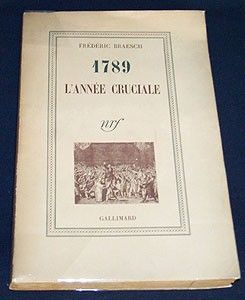 FRÉDÉRIC BRAESCH
1789
L'ANNÉE CRUCIALE
nrf
GALLIMARD